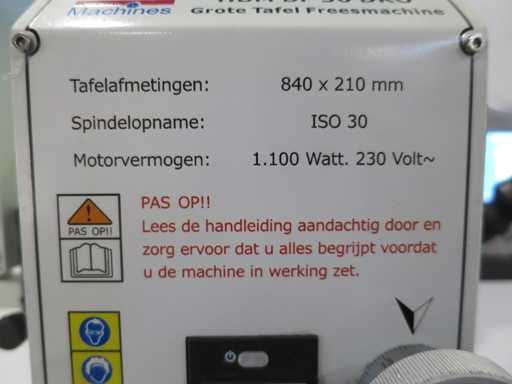 Machines
Grote Tafel Freesmachine
Tafelafmetingen: 840 x 210 mm
Spindelopname: ISO 30
Motorvermogen: 1.100 Watt. 230 Volt~
PAS OP!!
PAS OP!!
Lees de handleiding aandachtig door en
zorg ervoor dat u alles begrijpt voordat
u de machine in werking zet.